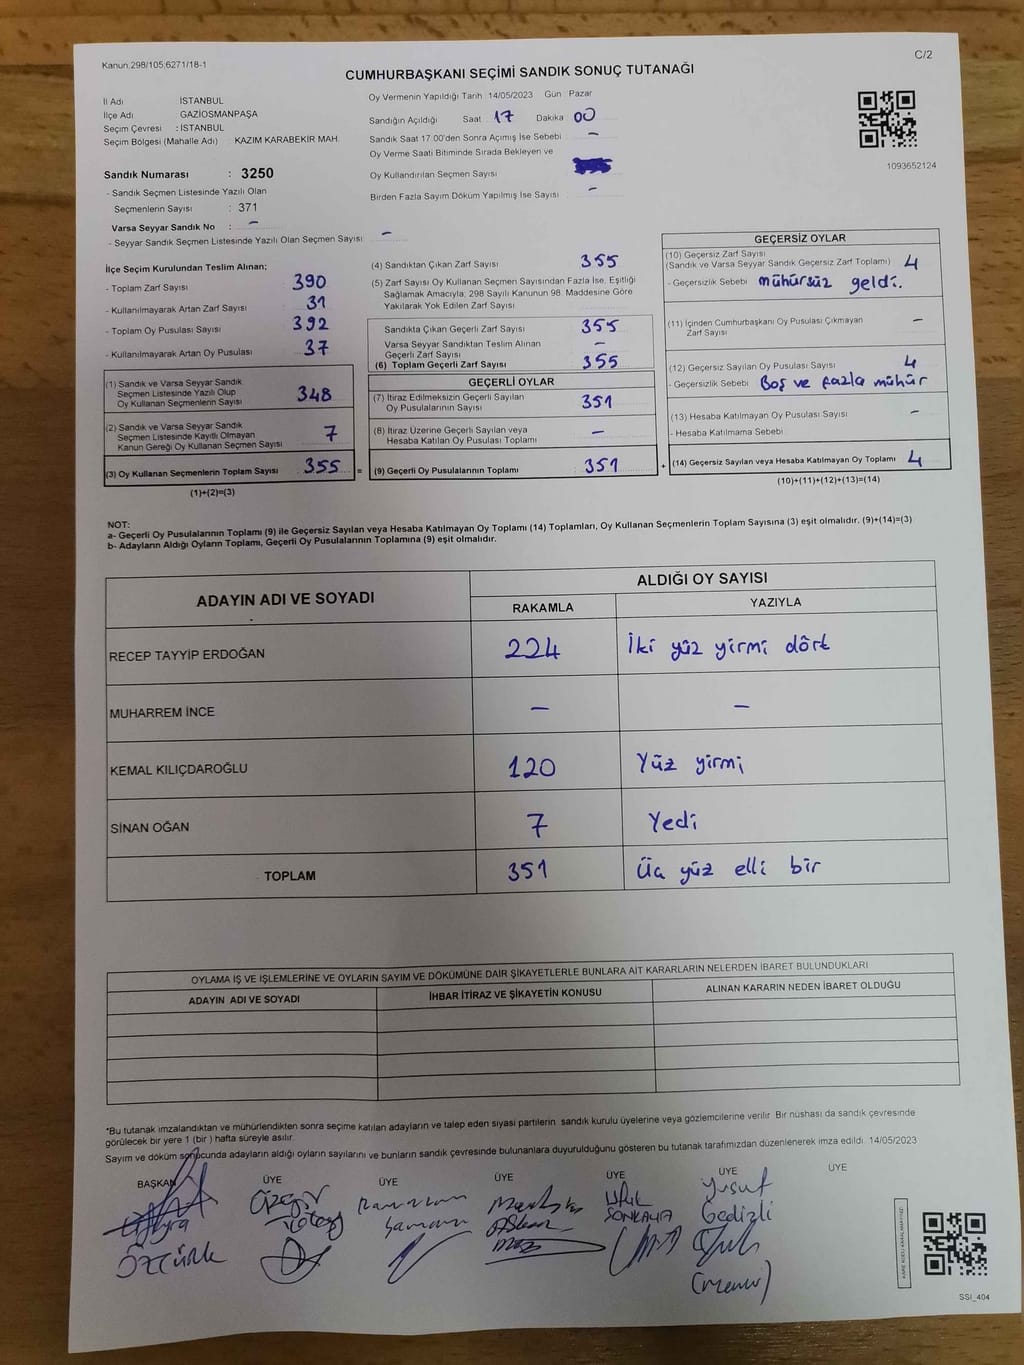 Kanun.298/105;6271/18-1
C/2
CUMHURBAŞKANI SEÇİMİ SANDIK SONUÇ TUTANAĞI
İl Adı İSTANBUL
İlçe Adı GAZİOSMANPAŞA
Seçim Çevresi : İSTANBUL
Seçim Bölgesi (Mahalle Adı) KAZIM KARABEKİR MAH.
Sandık Numarası : 3250
- Sandık Seçmen Listesinde Yazılı Olan
Seçmenlerin Sayısı : 371
Varsa Seyyar Sandık No : -
- Seyyar Sandık Seçmen Listesinde Yazılı Olan Seçmen Sayısı: -
Oy Vermenin Yapıldığı Tarih : 14/05/2023 Gün : Pazar
Sandığın Açıldığı Saat : 17 Dakika : 00
Sandık Saat 17.00'den Sonra Açımış İse Sebebi : -
Oy Verme Saati Bitiminde Sırada Bekleyen ve
Oy Kullandırılan Seçmen Sayısı
Birden Fazla Sayım Döküm Yapılmış İse Sayısı : -
1093652124
İlçe Seçim Kurulundan Teslim Alınan;
- Toplam Zarf Sayısı : 390
- Kullanılmayarak Artan Zarf Sayısı : 31
- Toplam Oy Pusulası Sayısı : 392
- Kullanılmayarak Artan Oy Pusulası : 37
(1) Sandık ve Varsa Seyyar Sandık
Seçmen Listesinde Yazılı Olup
Oy Kullanan Seçmenlerin Sayısı : 348
(2) Sandık ve Varsa Seyyar Sandık
Seçmen Listesinde Kayıtlı Olmayan
Kanun Gereği Oy Kullanan Seçmen Sayısı : 7
(3) Oy Kullanan Seçmenlerin Toplam Sayısı : 355 =
(1)+(2)=(3)
(4) Sandıktan Çıkan Zarf Sayısı : 355
(5) Zarf Sayısı Oy Kullanan Seçmen Sayısından Fazla İse, Eşitliği
Sağlamak Amacıyla; 298 Sayılı Kanunun 98. Maddesine Göre
Yakılarak Yok Edilen Zarf Sayısı :
Sandıkta Çıkan Geçerli Zarf Sayısı : 355
Varsa Seyyar Sandıktan Teslim Alınan
Geçerli Zarf Sayısı : -
(6) Toplam Geçerli Zarf Sayısı : 355
GEÇERLİ OYLAR
(7) İtiraz Edilmeksizin Geçerli Sayılan
Oy Pusulalarının Sayısı : 351
(8) İtiraz Üzerine Geçerli Sayılan veya
Hesaba Katılan Oy Pusulası Toplamı : -
(9) Geçerli Oy Pusulalarının Toplamı : 351 +
GEÇERSİZ OYLAR
(10) Geçersiz Zarf Sayısı
(Sandık ve Varsa Seyyar Sandık Geçersiz Zarf Toplamı) : 4
- Geçersizlik Sebebi : mühürsüz geldi.
(11) İçinden Cumhurbaşkanı Oy Pusulası Çıkmayan
Zarf Sayısı : -
(12) Geçersiz Sayılan Oy Pusulası Sayısı : 4
- Geçersizlik Sebebi : Boş ve fazla mühür
(13) Hesaba Katılmayan Oy Pusulası Sayısı : -
- Hesaba Katılmama Sebebi :
(14) Geçersiz Sayılan veya Hesaba Katılmayan Oy Toplamı : 4
(10)+(11)+(12)+(13)=(14)
NOT:
a- Geçerli Oy Pusulalarının Toplamı (9) ile Geçersiz Sayılan veya Hesaba Katılmayan Oy Toplamı (14) Toplamları, Oy Kullanan Seçmenlerin Toplam Sayısına (3) eşit olmalıdır. (9)+(14)=(3)
b- Adayların Aldığı Oyların Toplamı, Geçerli Oy Pusulalarının Toplamına (9) eşit olmalıdır.
ADAYIN ADI VE SOYADI ALDIĞI OY SAYISI
RAKAMLA YAZIYLA
RECEP TAYYİP ERDOĞAN 224 İki yüz yirmi dört
MUHARREM İNCE - -
KEMAL KILIÇDAROĞLU 120 Yüz yirmi
SİNAN OĞAN 7 Yedi
TOPLAM 351 Üç yüz elli bir
OYLAMA İŞ VE İŞLEMLERİNE VE OYLARIN SAYIM VE DÖKÜMÜNE DAİR ŞİKAYETLERLE BUNLARA AİT KARARLARIN NELERDEN İBARET BULUNDUKLARI
ADAYIN ADI VE SOYADI İHBAR İTİRAZ VE ŞİKAYETİN KONUSU ALINAN KARARIN NEDEN İBARET OLDUĞU
*Bu tutanak imzalandıktan ve mühürlendikten sonra seçime katılan adayların ve talep eden siyasi partilerin sandık kurulu üyelerine veya gözlemcilerine verilir. Bir nüshası da sandık çevresinde
görülecek bir yere 1 (bir) hafta süreyle asılır.
Sayım ve döküm sonucunda adayların aldığı oyların sayılarını ve bunların sandık çevresinde bulunanlara duyurulduğunu gösteren bu tutanak tarafımızdan düzenlenerek imza edildi. 14/05/2023
BAŞKAN ÜYE ÜYE ÜYE ÜYE ÜYE ÜYE
Ramazan Ufuk Yusuf
SONKAYA Gedizli
Öztürk
(memur)
SSİ_404